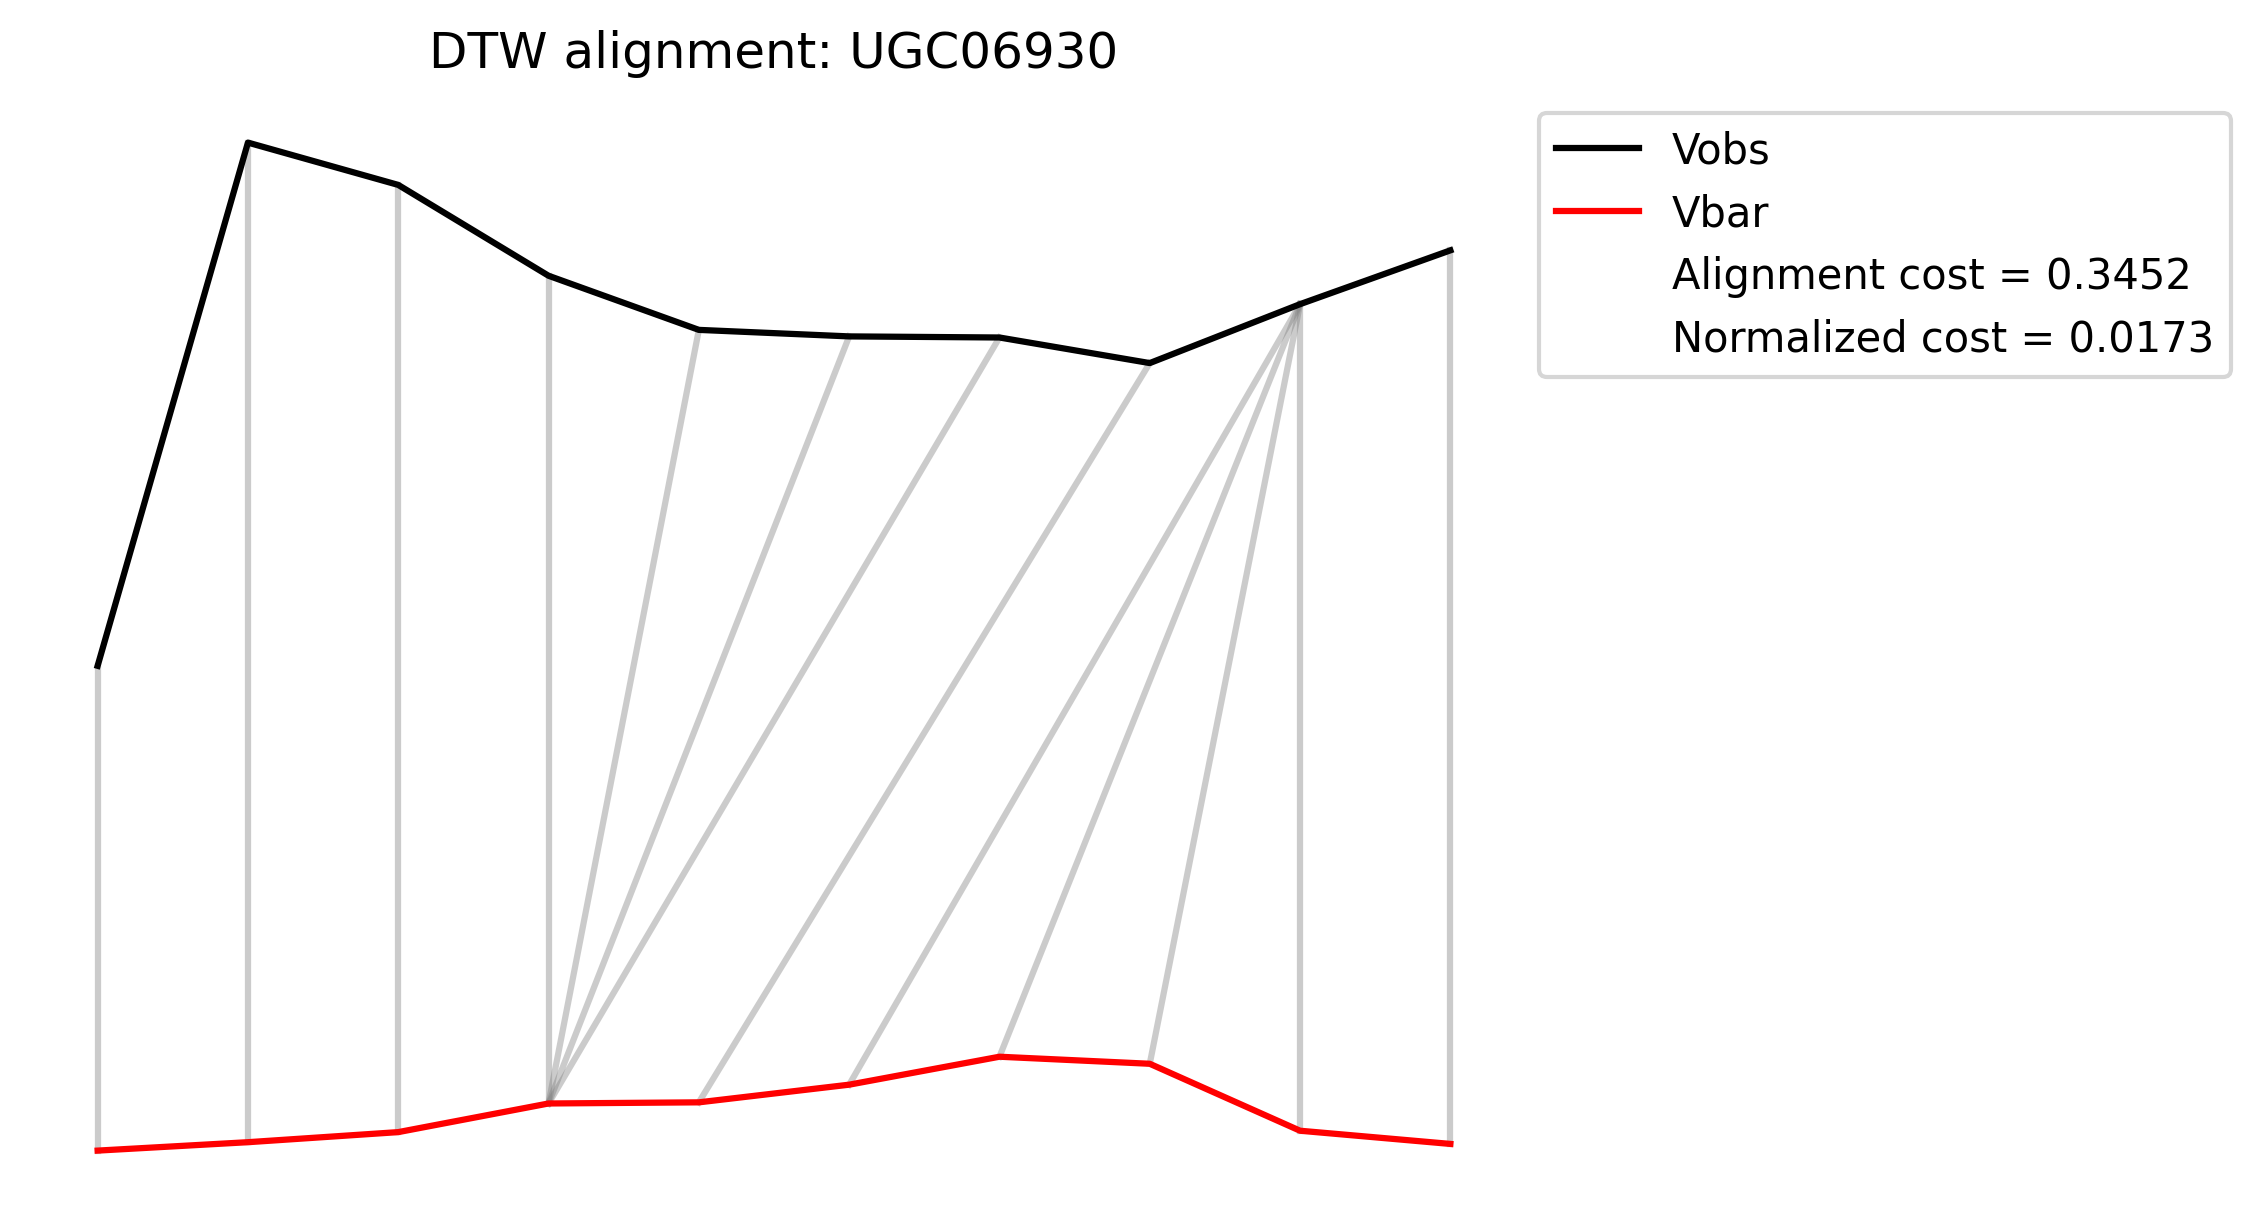 DTW alignment: UGC06930
Vobs
Vbar
Alignment cost = 0.3452
Normalized cost = 0.0173